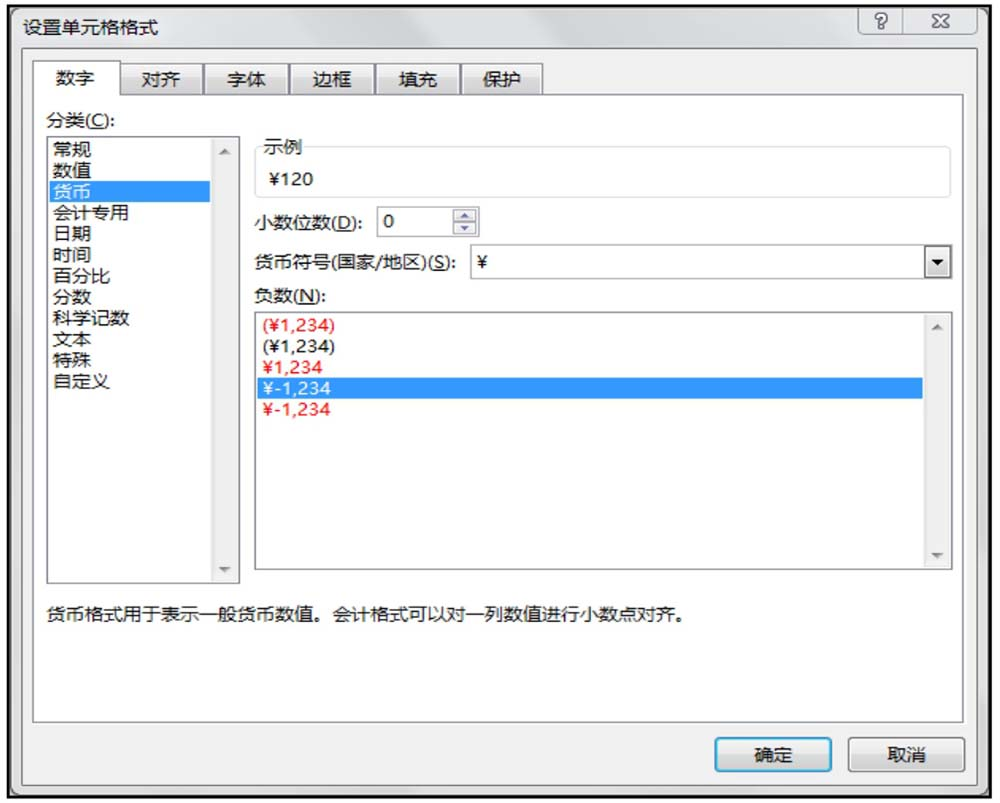 设置单元格格式
数字 对齐 字体 边框 填充 保护
分类(C):
常规
数值
货币
会计专用
日期
时间
百分比
分数
科学记数
文本
特殊
自定义
示例
¥120
小数位数(D): 0
货币符号(国家/地区)(S): ¥
负数(N):
(¥1,234)
(¥1,234)
¥1,234
¥-1,234
¥-1,234
货币格式用于表示一般货币数值。会计格式可以对一列数值进行小数点对齐。
确定 取消